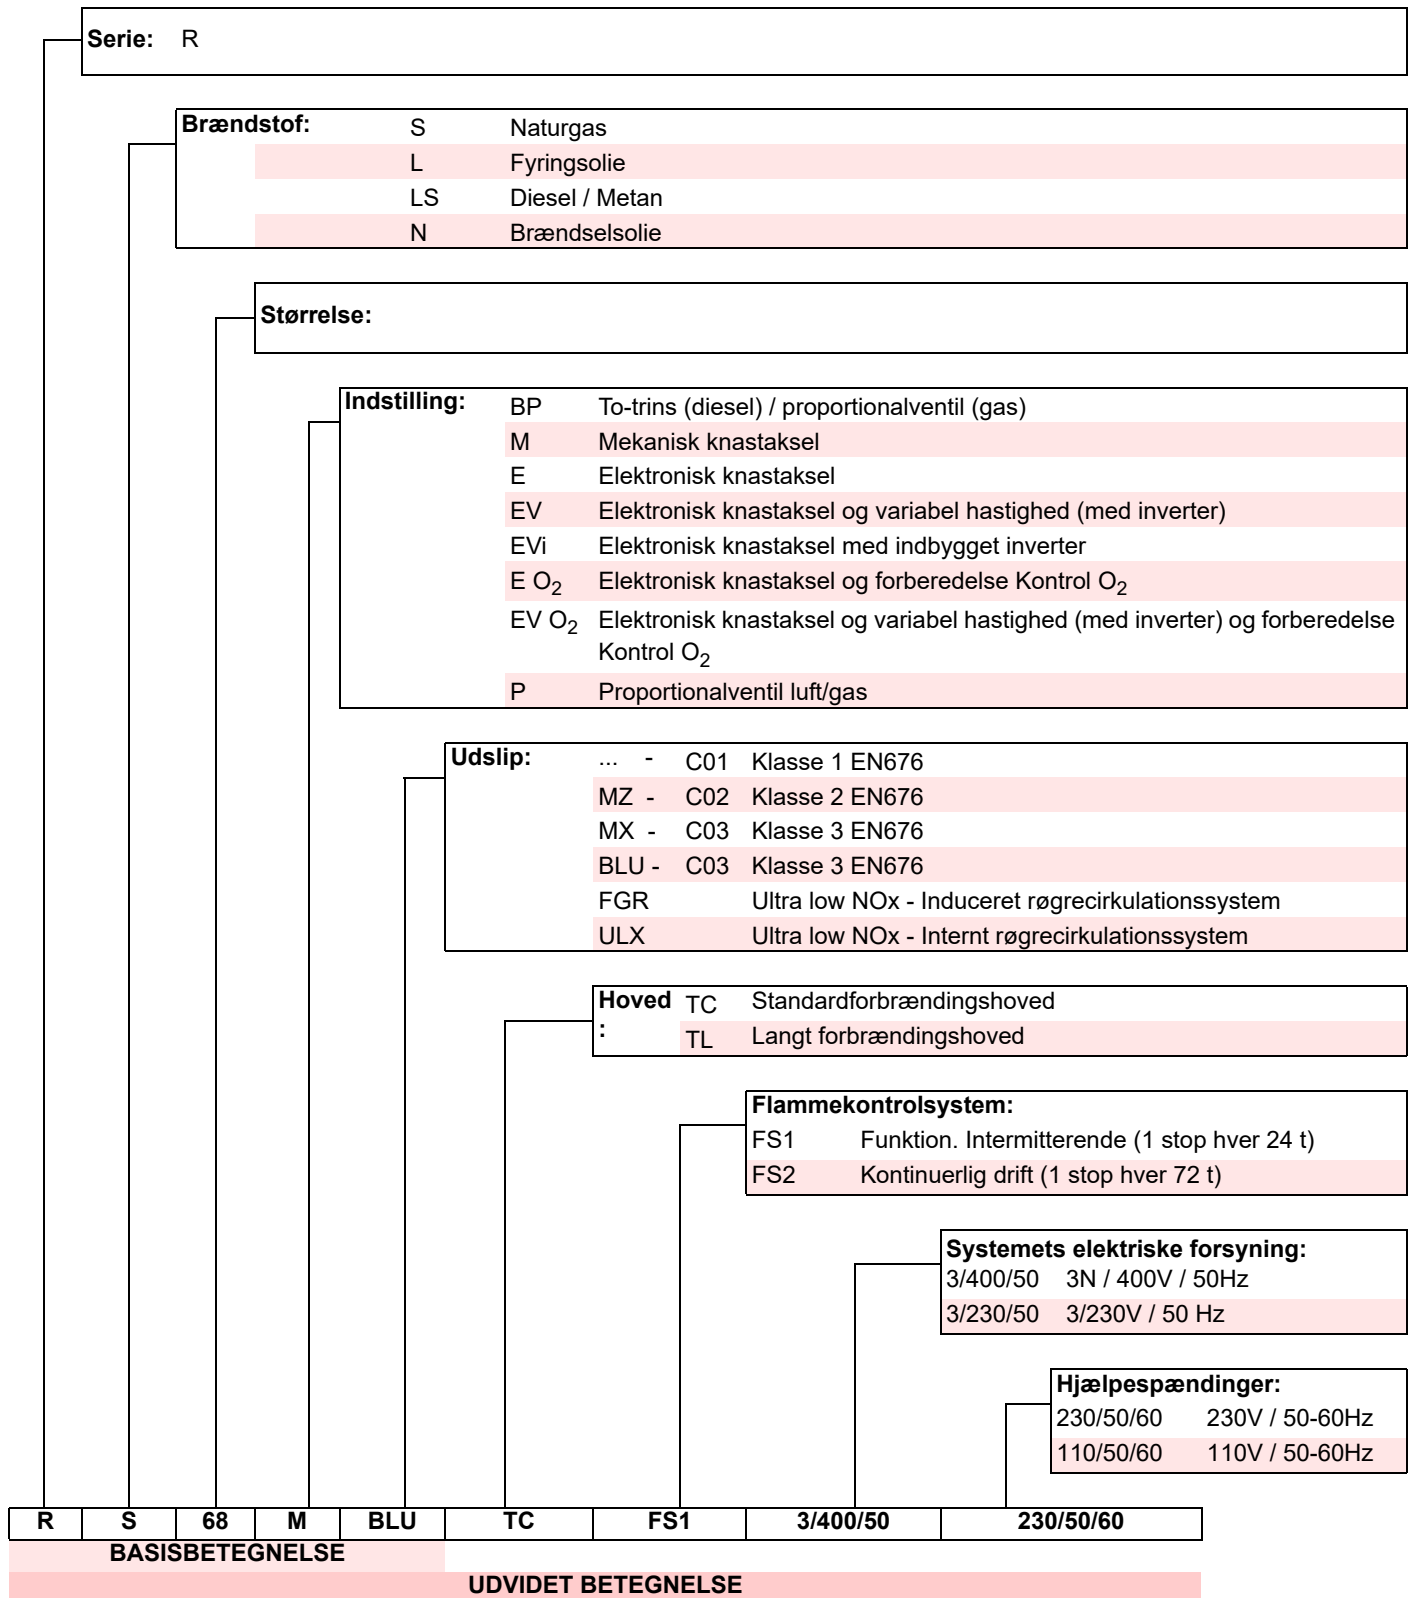 Serie: R
Brændstof: S Naturgas
L Fyringsolie
LS Diesel / Metan
N Brændselsolie
Størrelse:
Indstilling: BP To-trins (diesel) / proportionalventil (gas)
M Mekanisk knastaksel
E Elektronisk knastaksel
EV Elektronisk knastaksel og variabel hastighed (med inverter)
EVi Elektronisk knastaksel med indbygget inverter
E O2 Elektronisk knastaksel og forberedelse Kontrol O2
EV O2 Elektronisk knastaksel og variabel hastighed (med inverter) og forberedelse
Kontrol O2
P Proportionalventil luft/gas
Udslip: ... - C01 Klasse 1 EN676
MZ - C02 Klasse 2 EN676
MX - C03 Klasse 3 EN676
BLU - C03 Klasse 3 EN676
FGR Ultra low NOx - Induceret røgrecirkulationssystem
ULX Ultra low NOx - Internt røgrecirkulationssystem
Hoved TC Standardforbrændingshoved
: TL Langt forbrændingshoved
Flammekontrolsystem:
FS1 Funktion. Intermitterende (1 stop hver 24 t)
FS2 Kontinuerlig drift (1 stop hver 72 t)
Systemets elektriske forsyning:
3/400/50 3N / 400V / 50Hz
3/230/50 3/230V / 50 Hz
Hjælpespændinger:
230/50/60 230V / 50-60Hz
110/50/60 110V / 50-60Hz
R S 68 M BLU TC FS1 3/400/50 230/50/60
BASISBETEGNELSE
UDVIDET BETEGNELSE